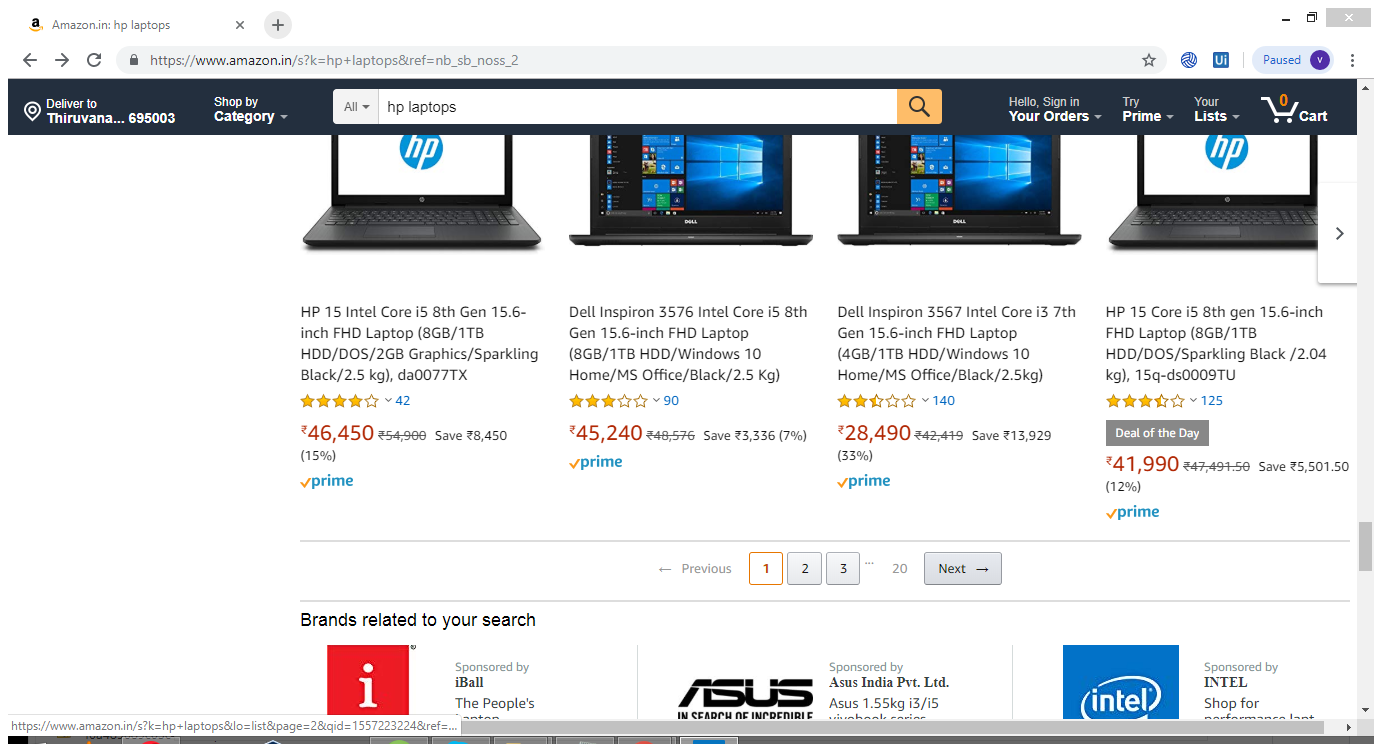 Amazon.in: hp laptops
https://www.amazon.in/s?k=hp+laptops&ref=nb_sb_noss_2
Ui
Paused
v
Deliver to
Thiruvana... 695003
Shop by
Category
All
hp laptops
Hello, Sign in
Your Orders
Try
Prime
Your
Lists
0
Cart
hp
DELL
DELL
hp
HP 15 Intel Core i5 8th Gen 15.6-
inch FHD Laptop (8GB/1TB
HDD/DOS/2GB Graphics/Sparkling
Black/2.5 kg), da0077TX
42
₹46,450 ₹54,900 Save ₹8,450
(15%)
prime
Dell Inspiron 3576 Intel Core i5 8th
Gen 15.6-inch FHD Laptop
(8GB/1TB HDD/Windows 10
Home/MS Office/Black/2.5 Kg)
90
₹45,240 ₹48,576 Save ₹3,336 (7%)
prime
Dell Inspiron 3567 Intel Core i3 7th
Gen 15.6-inch FHD Laptop
(4GB/1TB HDD/Windows 10
Home/MS Office/Black/2.5kg)
140
₹28,490 ₹42,419 Save ₹13,929
(33%)
prime
HP 15 Core i5 8th gen 15.6-inch
FHD Laptop (8GB/1TB
HDD/DOS/Sparkling Black /2.04
kg), 15q-ds0009TU
125
Deal of the Day
₹41,990 ₹47,491.50 Save ₹5,501.50
(12%)
prime
← Previous 1 2 3 ... 20 Next →
Brands related to your search
i
Sponsored by
iBall
The People's
Laptop
ASUS
IN SEARCH OF INCREDIBLE
Sponsored by
Asus India Pvt. Ltd.
Asus 1.55kg i3/i5
vivobook series
intel
Sponsored by
INTEL
Shop for
performance lapt
https://www.amazon.in/s?k=hp+laptops&lo=list&page=2&qid=1557223224&ref=...